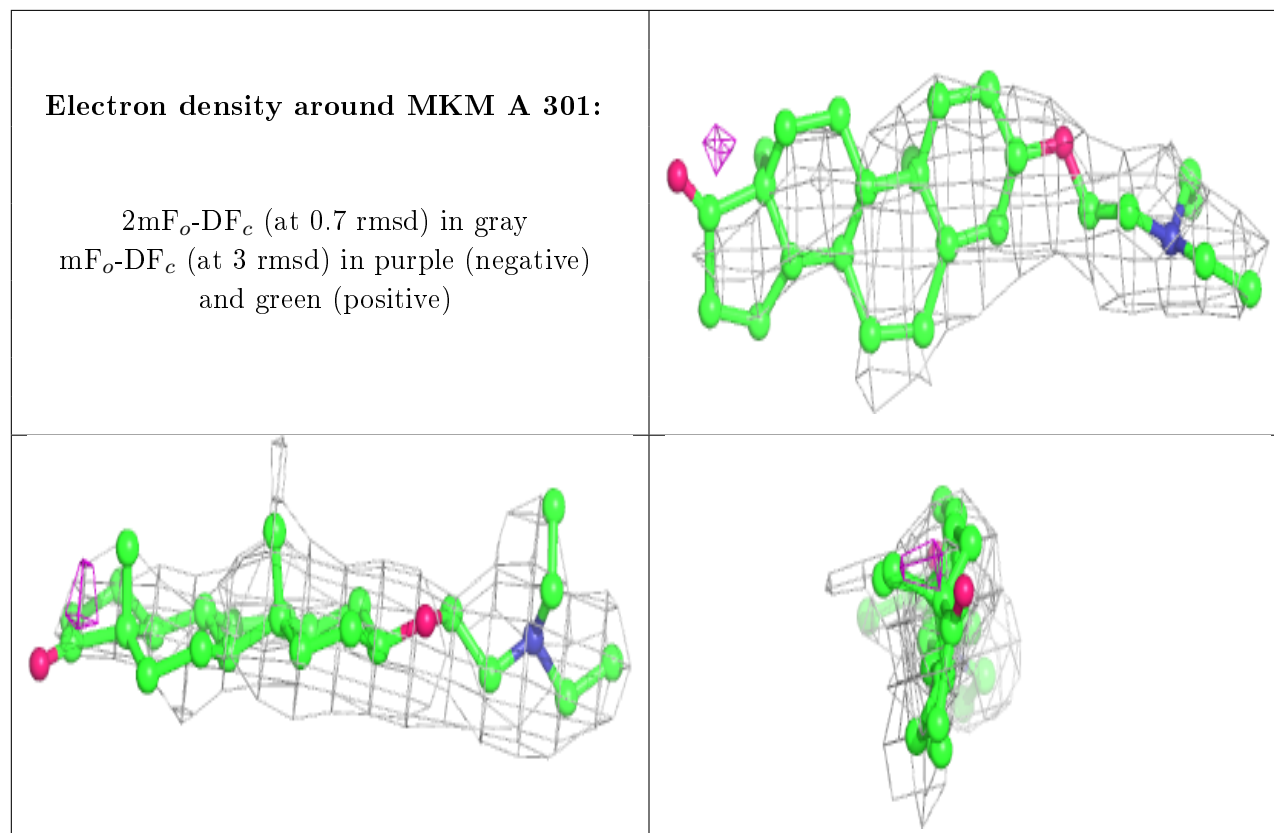 Electron density around MKM A 301:
2mFo-DFc (at 0.7 rmsd) in gray
mFo-DFc (at 3 rmsd) in purple (negative)
and green (positive)